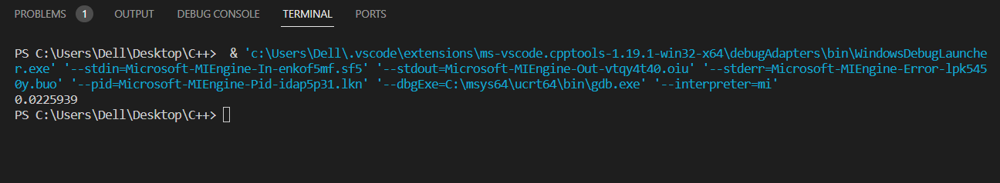 PROBLEMS 1 OUTPUT DEBUG CONSOLE TERMINAL PORTS
PS C:\Users\Dell\Desktop\C++>  & 'c:\Users\Dell\.vscode\extensions\ms-vscode.cpptools-1.19.1-win32-x64\debugAdapters\bin\WindowsDebugLaunche
r.exe' '--stdin=Microsoft-MIEngine-In-enkof5mf.sf5' '--stdout=Microsoft-MIEngine-Out-vtqy4t40.oiu' '--stderr=Microsoft-MIEngine-Error-lpk545
0y.buo' '--pid=Microsoft-MIEngine-Pid-idap5p31.lkn' '--dbgExe=C:\msys64\ucrt64\bin\gdb.exe' '--interpreter=mi'
0.0225939
PS C:\Users\Dell\Desktop\C++>